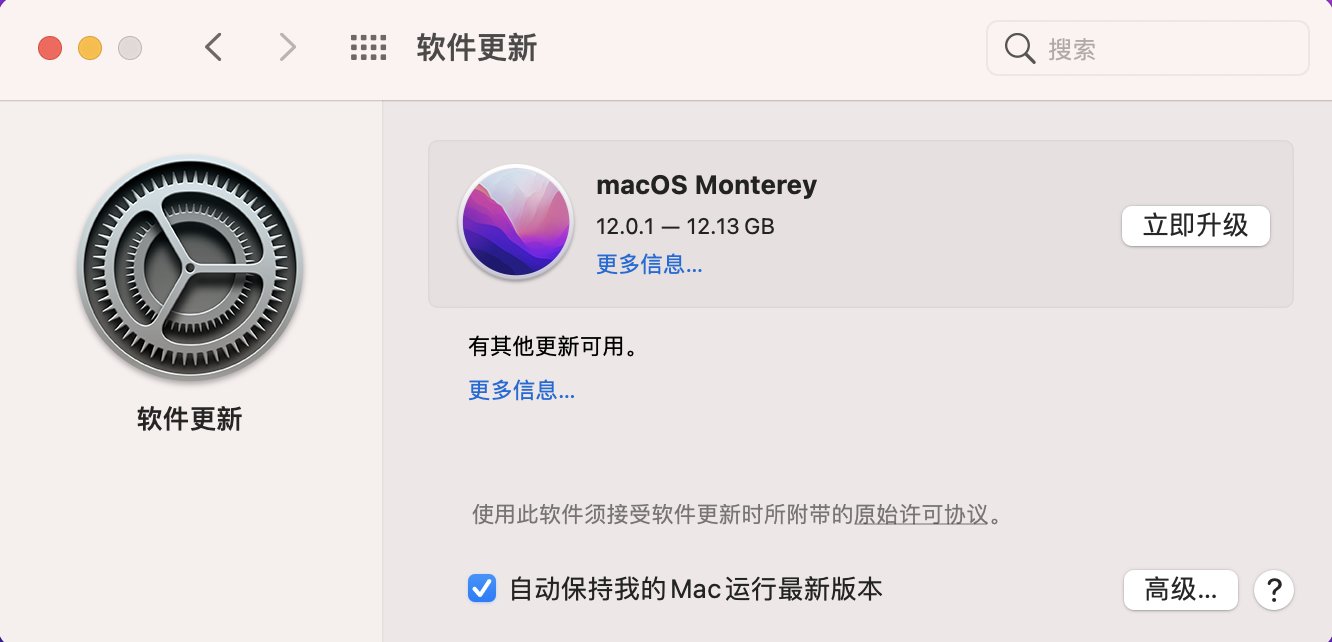 软件更新
搜索
macOS Monterey
12.0.1 — 12.13 GB
立即升级
更多信息...
有其他更新可用。
更多信息...
软件更新
使用此软件须接受软件更新时所附带的原始许可协议。
自动保持我的 Mac 运行最新版本
高级...
?